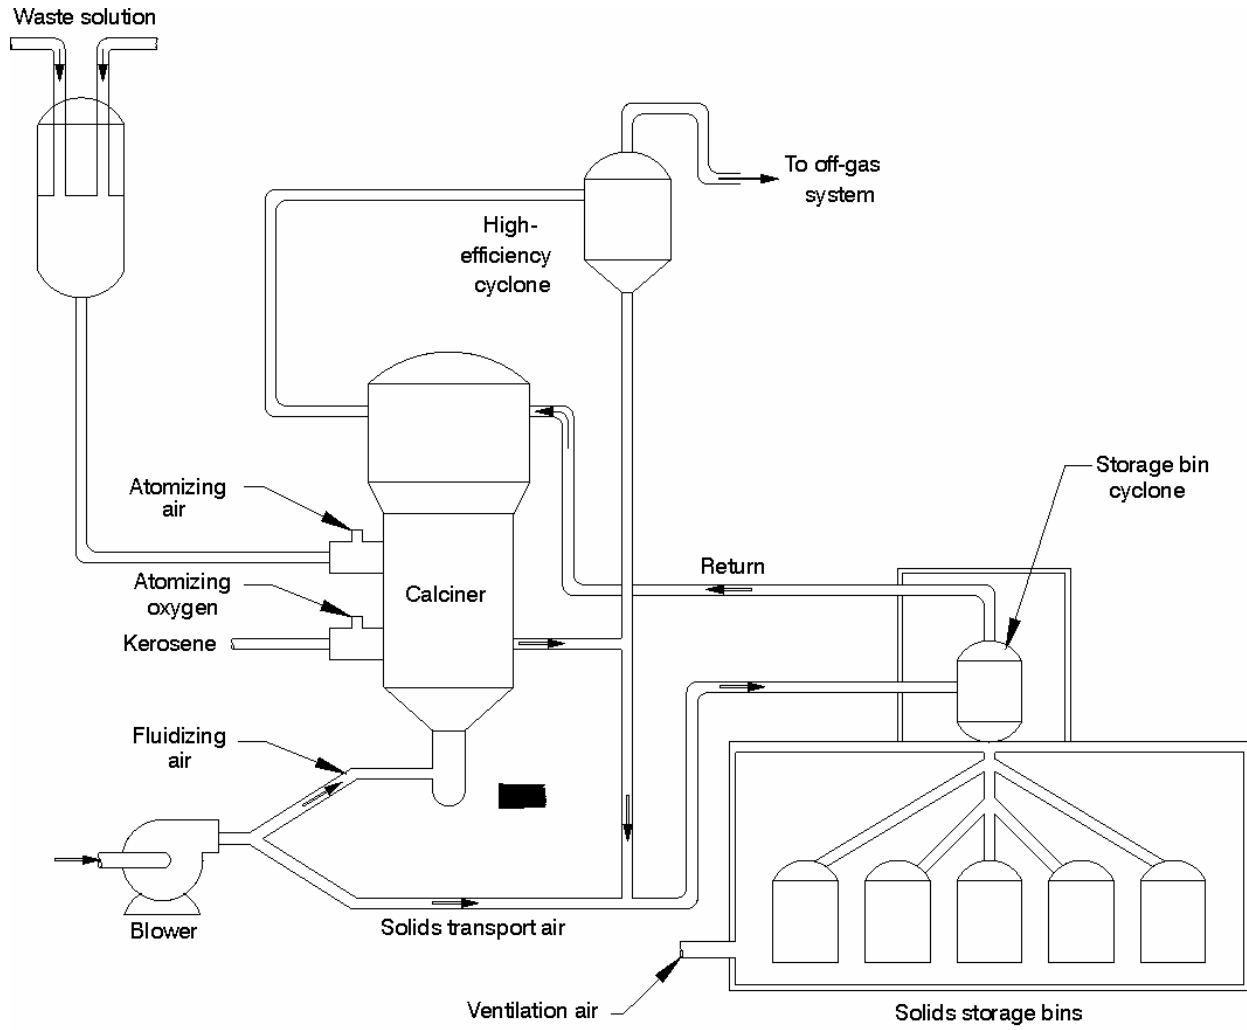 Waste solution
To off-gas
system
High-
efficiency
cyclone
Storage bin
cyclone
Atomizing
air
Return
Atomizing
oxygen
Calciner
Kerosene
Fluidizing
air
Blower
Solids transport air
Ventilation air
Solids storage bins